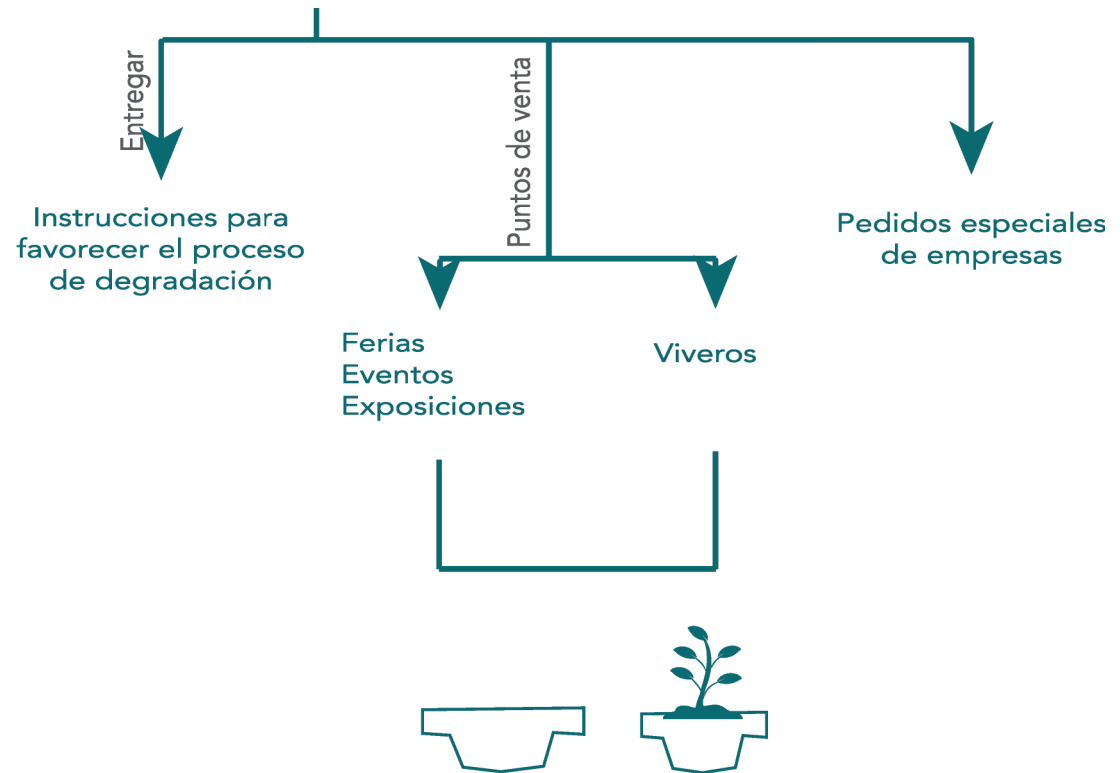 Entregar
Puntos de venta
Instrucciones para
favorecer el proceso
de degradación
Pedidos especiales
de empresas
Ferias
Eventos
Exposiciones
Viveros